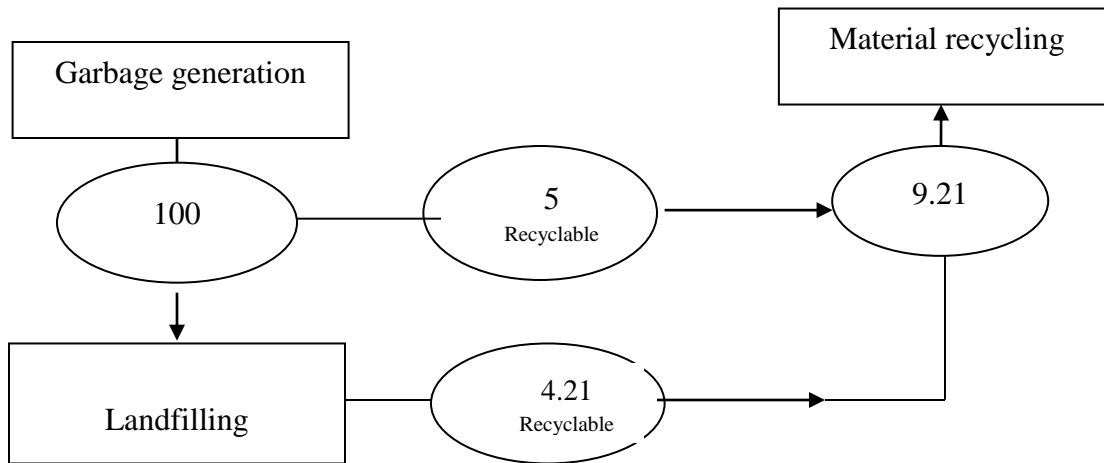 Material recycling
Garbage generation
100
5
Recyclable
9.21
4.21
Recyclable
Landfilling